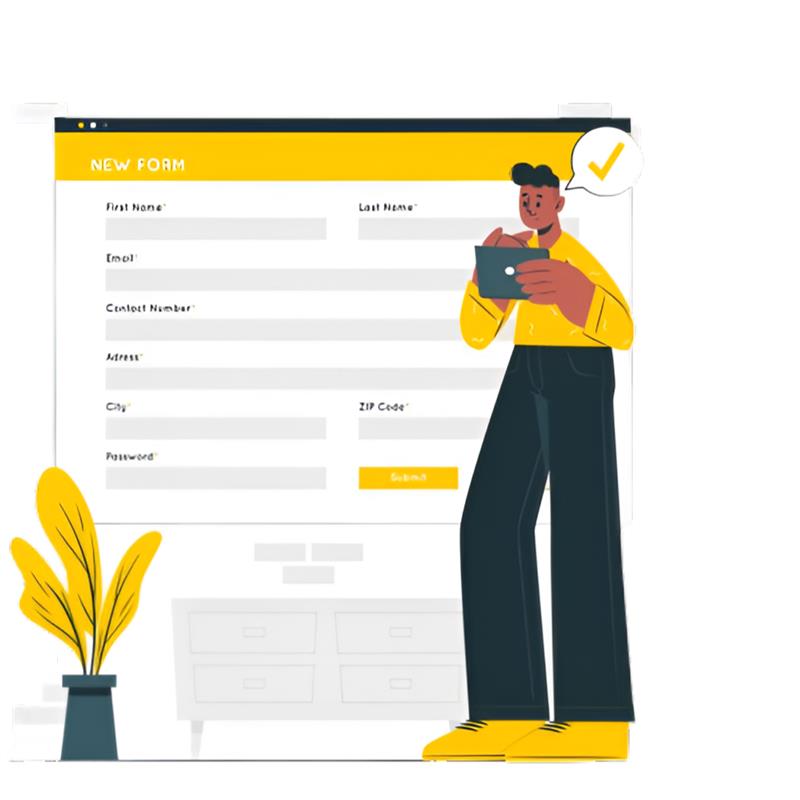 NEW FORM
First Name* Last Name*
Email*
Contact Number*
Adress*
City* ZIP Code*
Password*
Submit